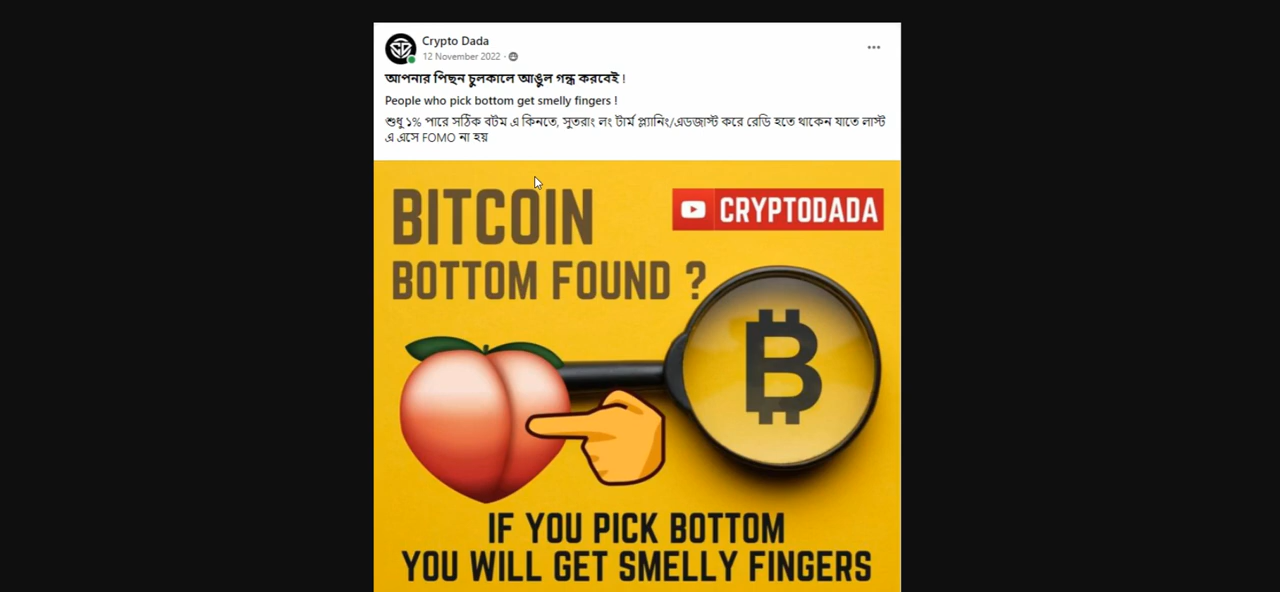 Crypto Dada
12 November 2022 ·
আপনার পিছন চুলকালে আঙুল গন্ধ করবেই !
People who pick bottom get smelly fingers !
শুধু ১% পারে সঠিক বটম এ কিনতে, সুতরাং লং টার্ম প্ল্যানিং/এডজাস্ট করে রেডি হতে থাকেন যাতে লাস্ট
এ এসে FOMO না হয়
BITCOIN
CRYPTODADA
BOTTOM FOUND ?
IF YOU PICK BOTTOM
YOU WILL GET SMELLY FINGERS